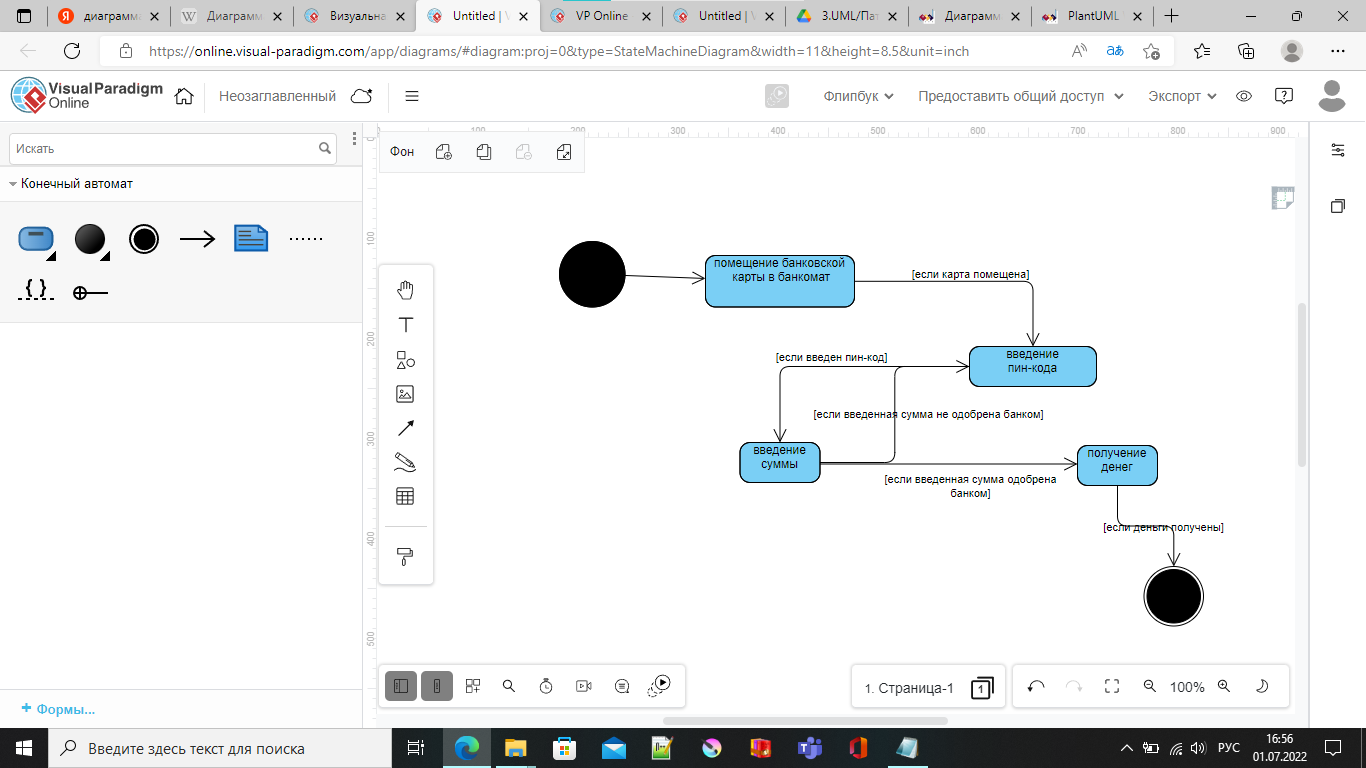 диаграмм
Диаграмм
Визуальна
Untitled | V
VP Online
Untitled | V
3.UML/Пат
Диаграмм
PlantUML
https://online.visual-paradigm.com/app/diagrams/#diagram:proj=0&type=StateMachineDiagram&width=11&height=8.5&unit=inch
Visual Paradigm
Online
Неозаглавленный
Флипбук
Предоставить общий доступ
Экспорт
Искать
Конечный автомат
Фон
100
200
300
400
500
600
700
800
900
0
100
200
300
400
500
помещение банковской
карты в банкомат
[если карта помещена]
введение
пин-кода
[если введен пин-код]
[если введенная сумма не одобрена банком]
введение
суммы
получение
денег
[если введенная сумма одобрена
банком]
[если деньги получены]
+ Формы...
1. Страница-1
1
100%
Введите здесь текст для поиска
РУС
16:56
01.07.2022